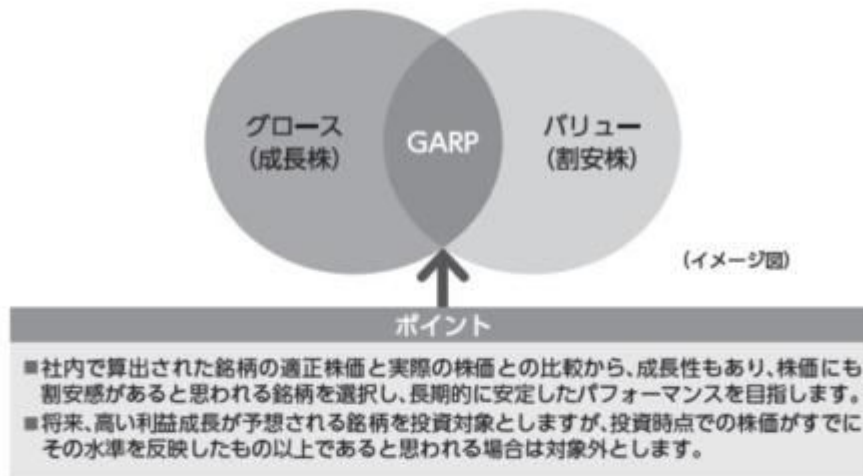 グロース
(成長株)
GARP
バリュー
(割安株)
(イメージ図)
ポイント
■社内で算出された銘柄の適正株価と実際の株価との比較から、成長性もあり、株価にも
割安感があると思われる銘柄を選択し、長期的に安定したパフォーマンスを目指します。
■将来、高い利益成長が予想される銘柄を投資対象としますが、投資時点での株価がすでに
その水準を反映したもの以上であると思われる場合は対象外とします。